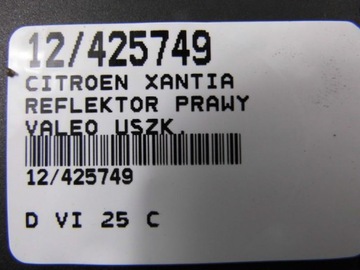 12/425749
CITROEN XANTIA
REFLEKTOR PRAWY
VALEO USZK.
12/425749
D VI 25 C